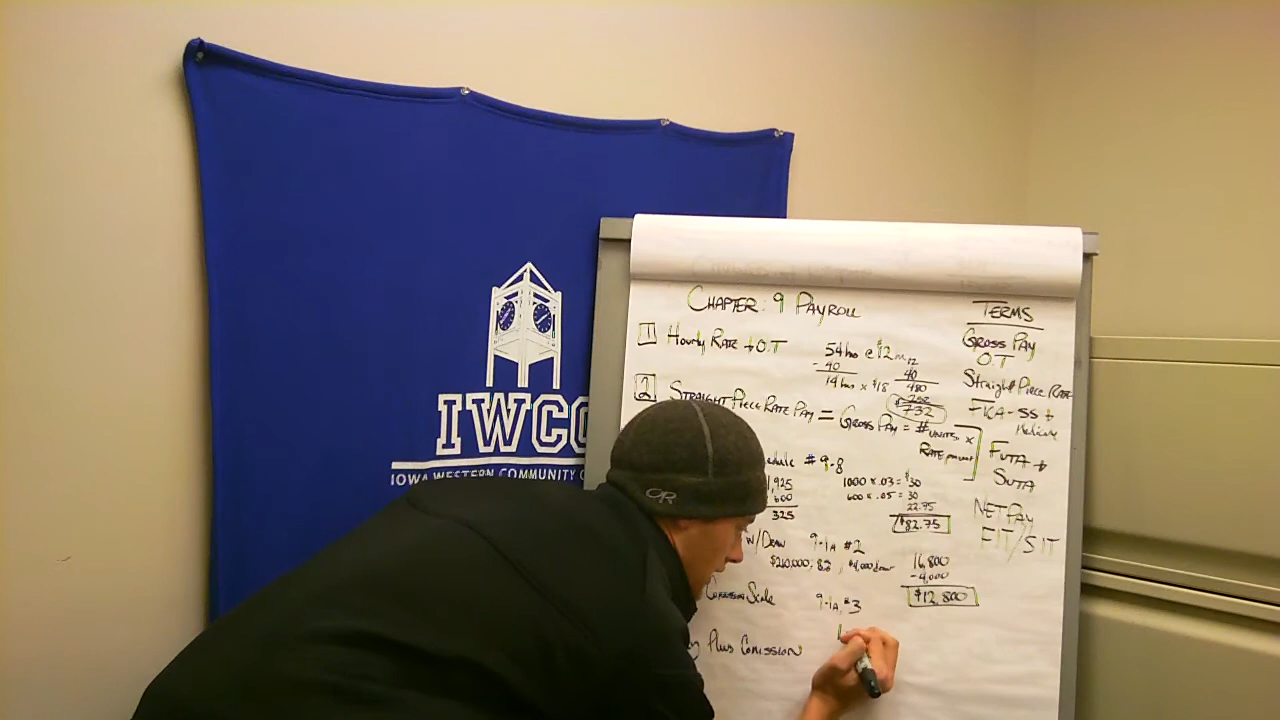 IWCC
IOWA WESTERN COMMUNITY C
OR
CHAPTER: 9 PAYROLL
1 Hourly RATE + O.T
54 hrs @ $12
- 40
14 hrs x $18
40
480
252
732
2 STRAIGHT PIECE RATE PAY = GROSS PAY = # UNITS x
RATE per unit
#9-8
1,925
600
325
1000 x .03 = $30
600 x .05 = 30
22.75
$82.75
W/DRAW 9-1A #2
$210,000; 8% , $4,000 draw
16,800
- 4,000
$12,800
Commission Scale 9-1A #3
Plus Comission
TERMS
GROSS PAY
O.T
Straight Piece RATE
FICA-SS +
Medicare
FUTA +
SUTA
NET PAY
FIT/SIT